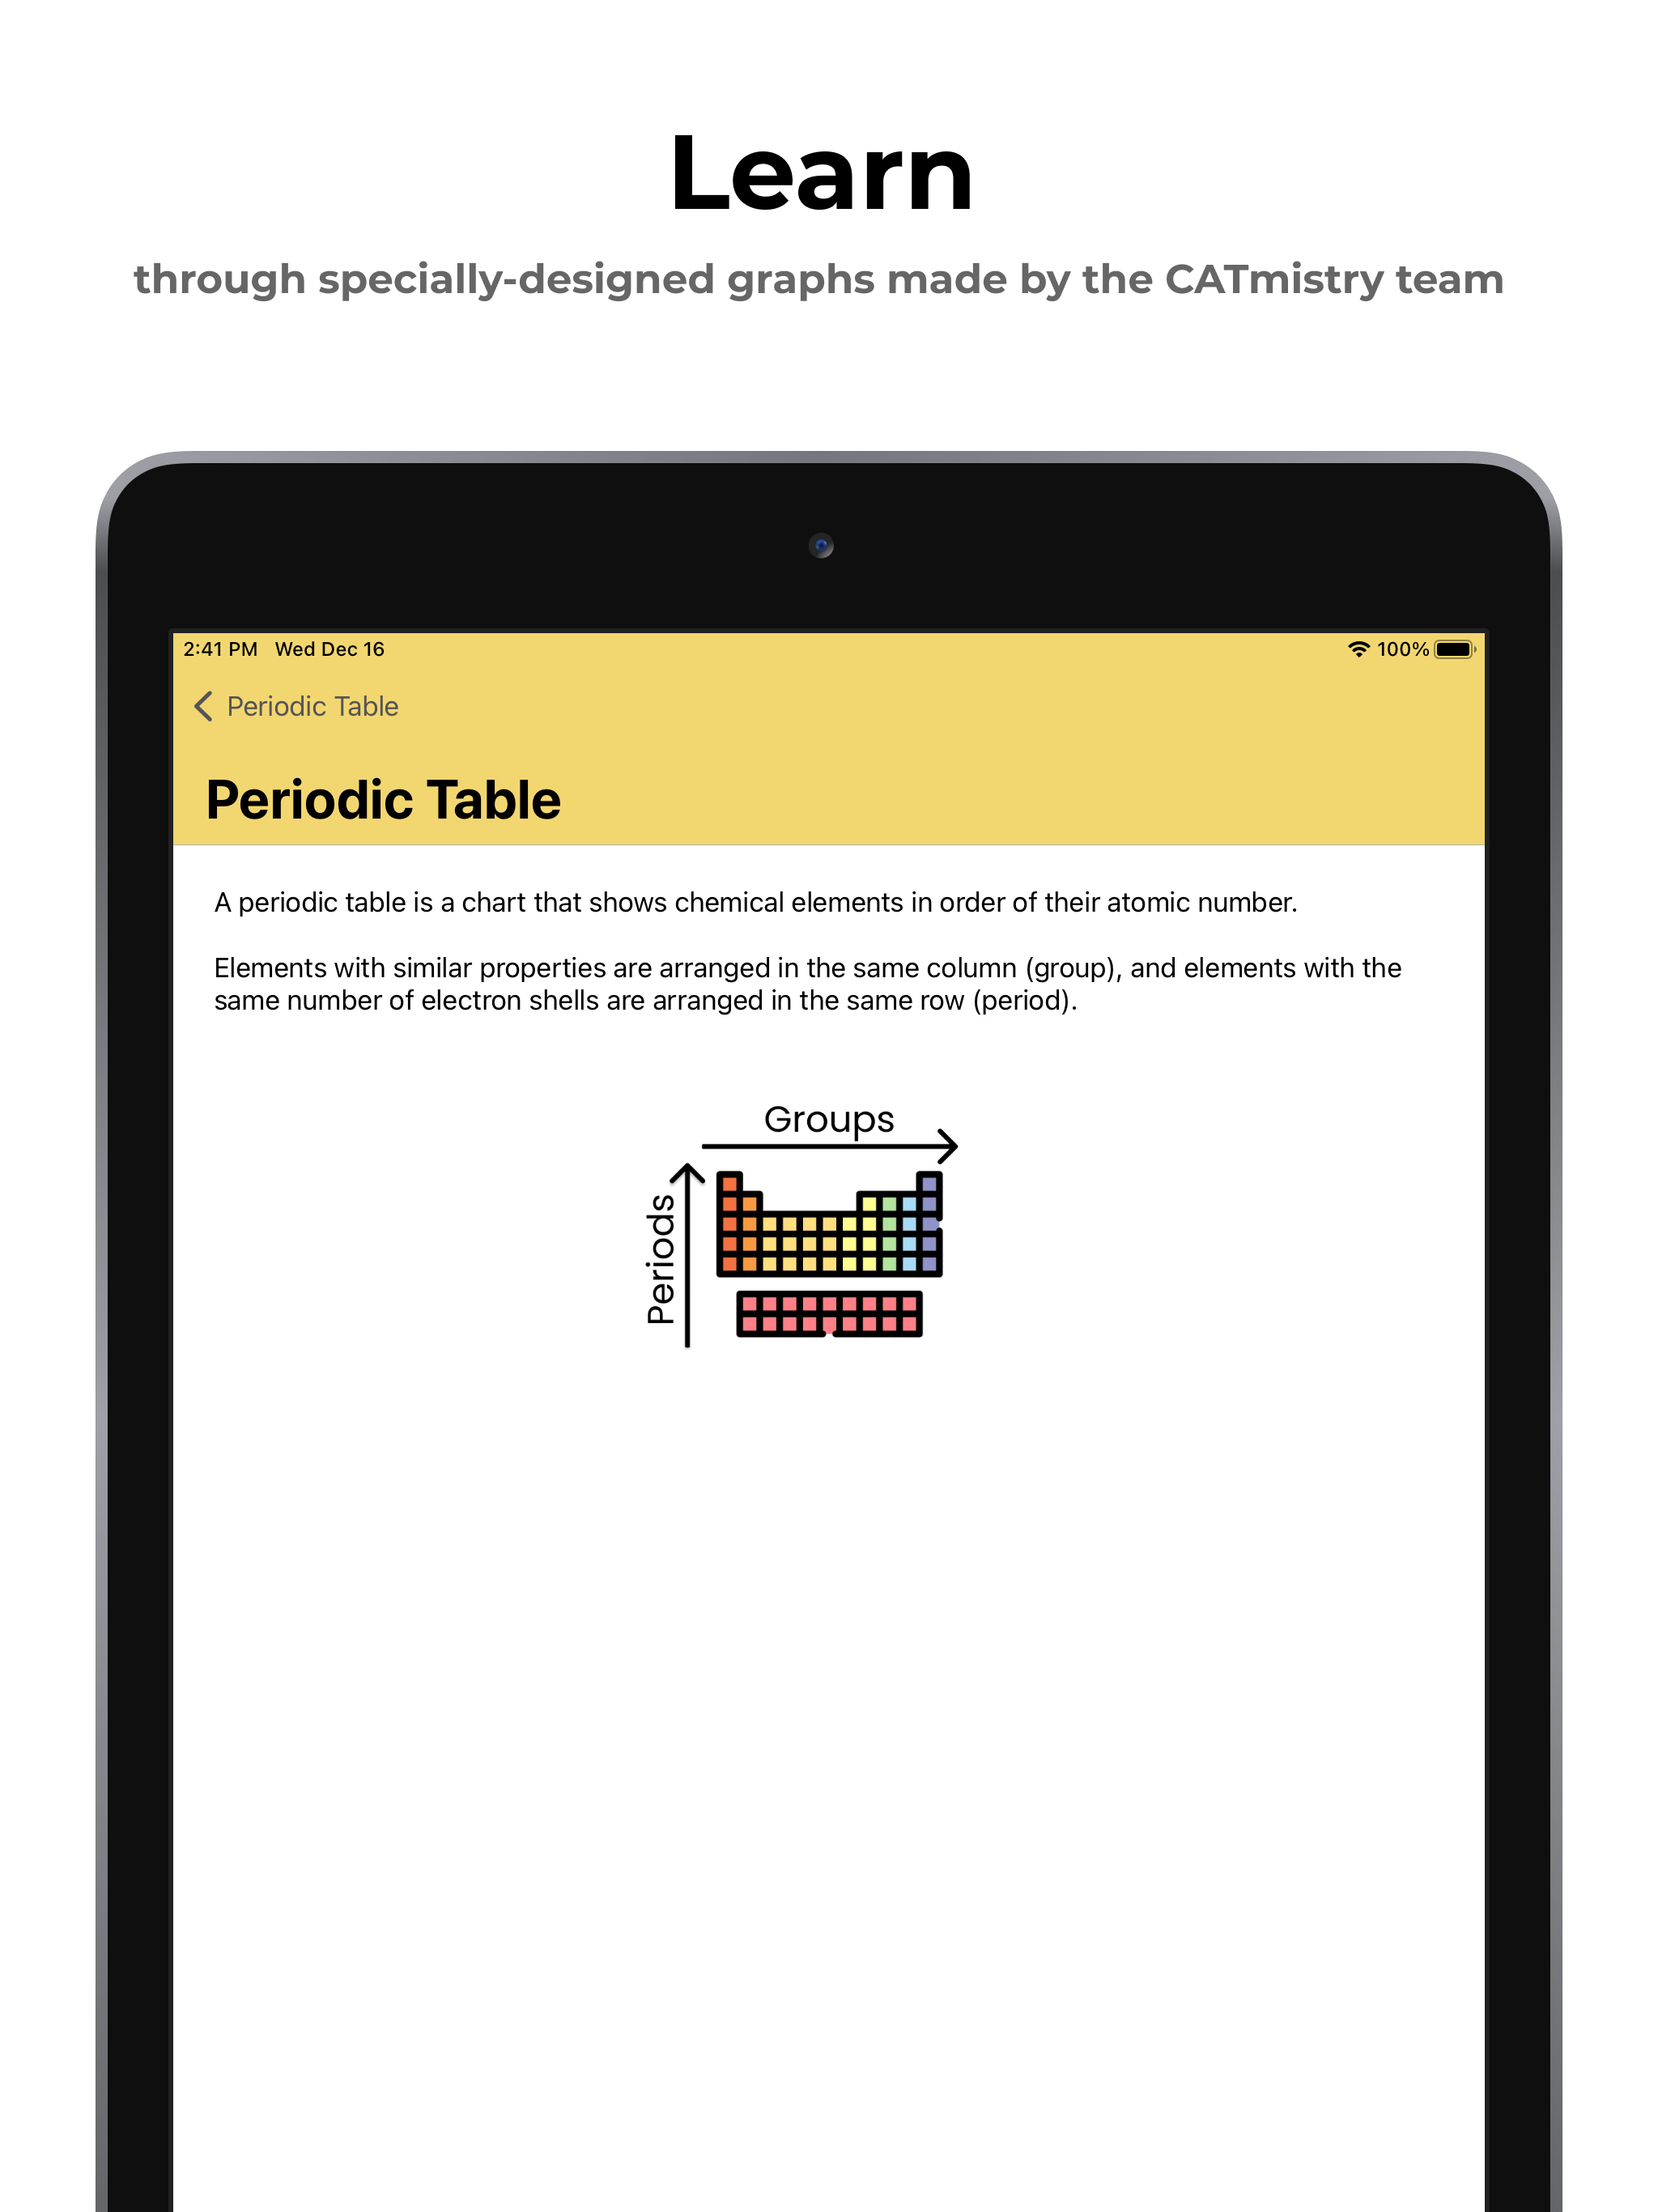 Learn
through specially-designed graphs made by the CATmistry team
2:41 PM Wed Dec 16 100%
Periodic Table
Periodic Table
A periodic table is a chart that shows chemical elements in order of their atomic number.
Elements with similar properties are arranged in the same column (group), and elements with the
same number of electron shells are arranged in the same row (period).
Groups
Periods